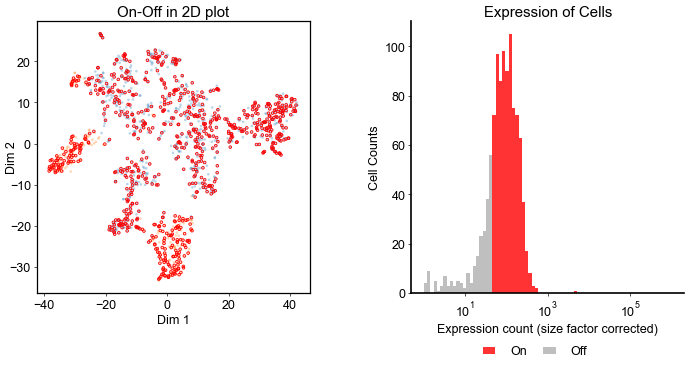 On-Off in 2D plot
Dim 2
20
10
0
−10
−20
−30
−40
−20
0
20
40
Dim 1
Expression of Cells
Cell Counts
100
80
60
40
20
0
10^1
10^3
10^5
Expression count (size factor corrected)
On
Off